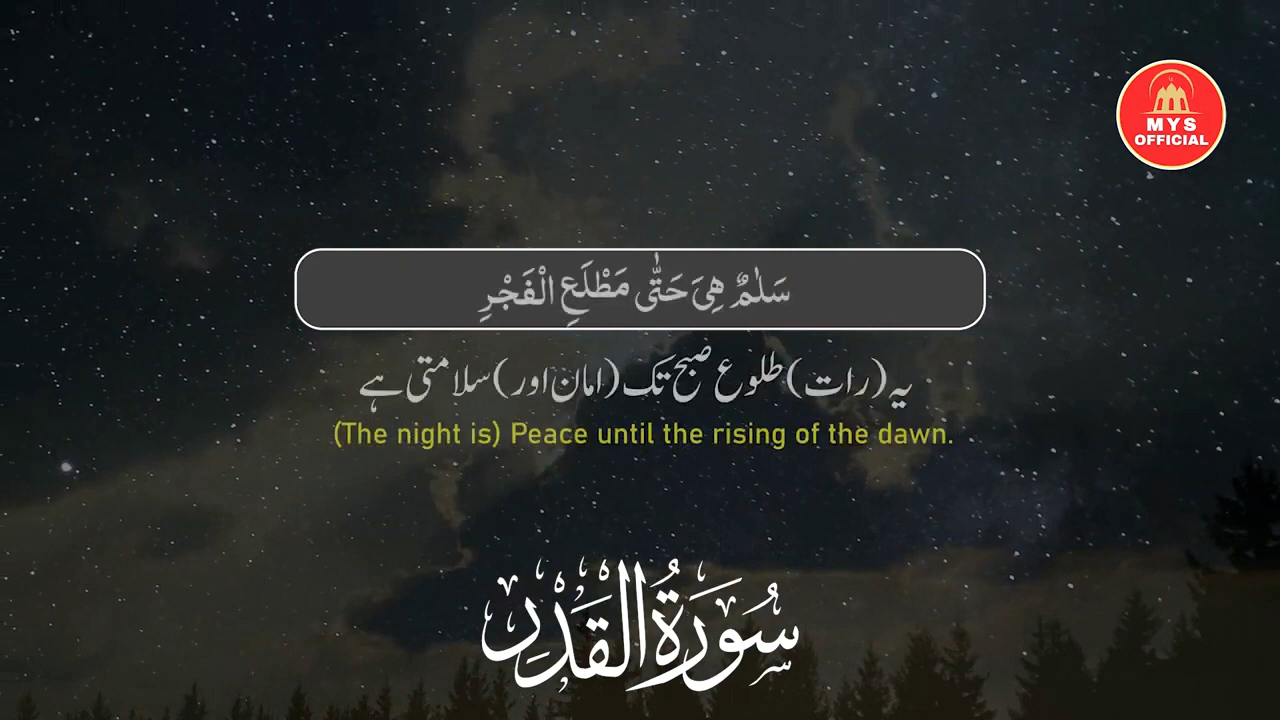 MYS
OFFICIAL
سَلٰمٌ هِیَ حَتّٰی مَطْلَعِ الْفَجْرِ
یہ (رات) طلوع صبح تک (امان اور) سلامتی ہے
(The night is) Peace until the rising of the dawn.
سُورَةُ الْقَدْرِ